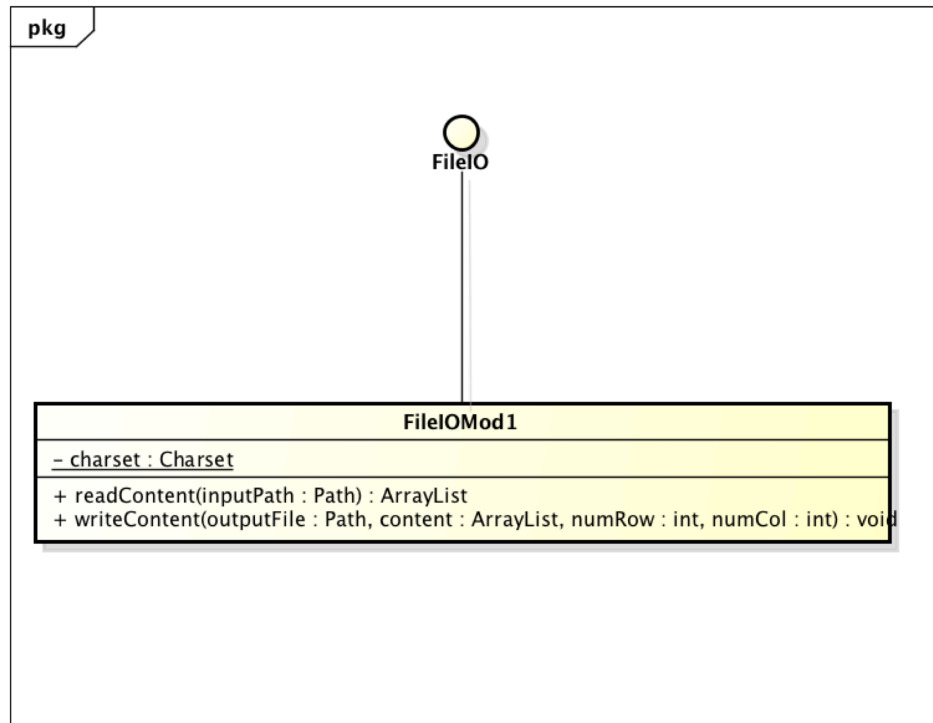 pkg
FileIO
FileIOMod1
- charset : Charset
+ readContent(inputPath : Path) : ArrayList
+ writeContent(outputFile : Path, content : ArrayList, numRow : int, numCol : int) : void